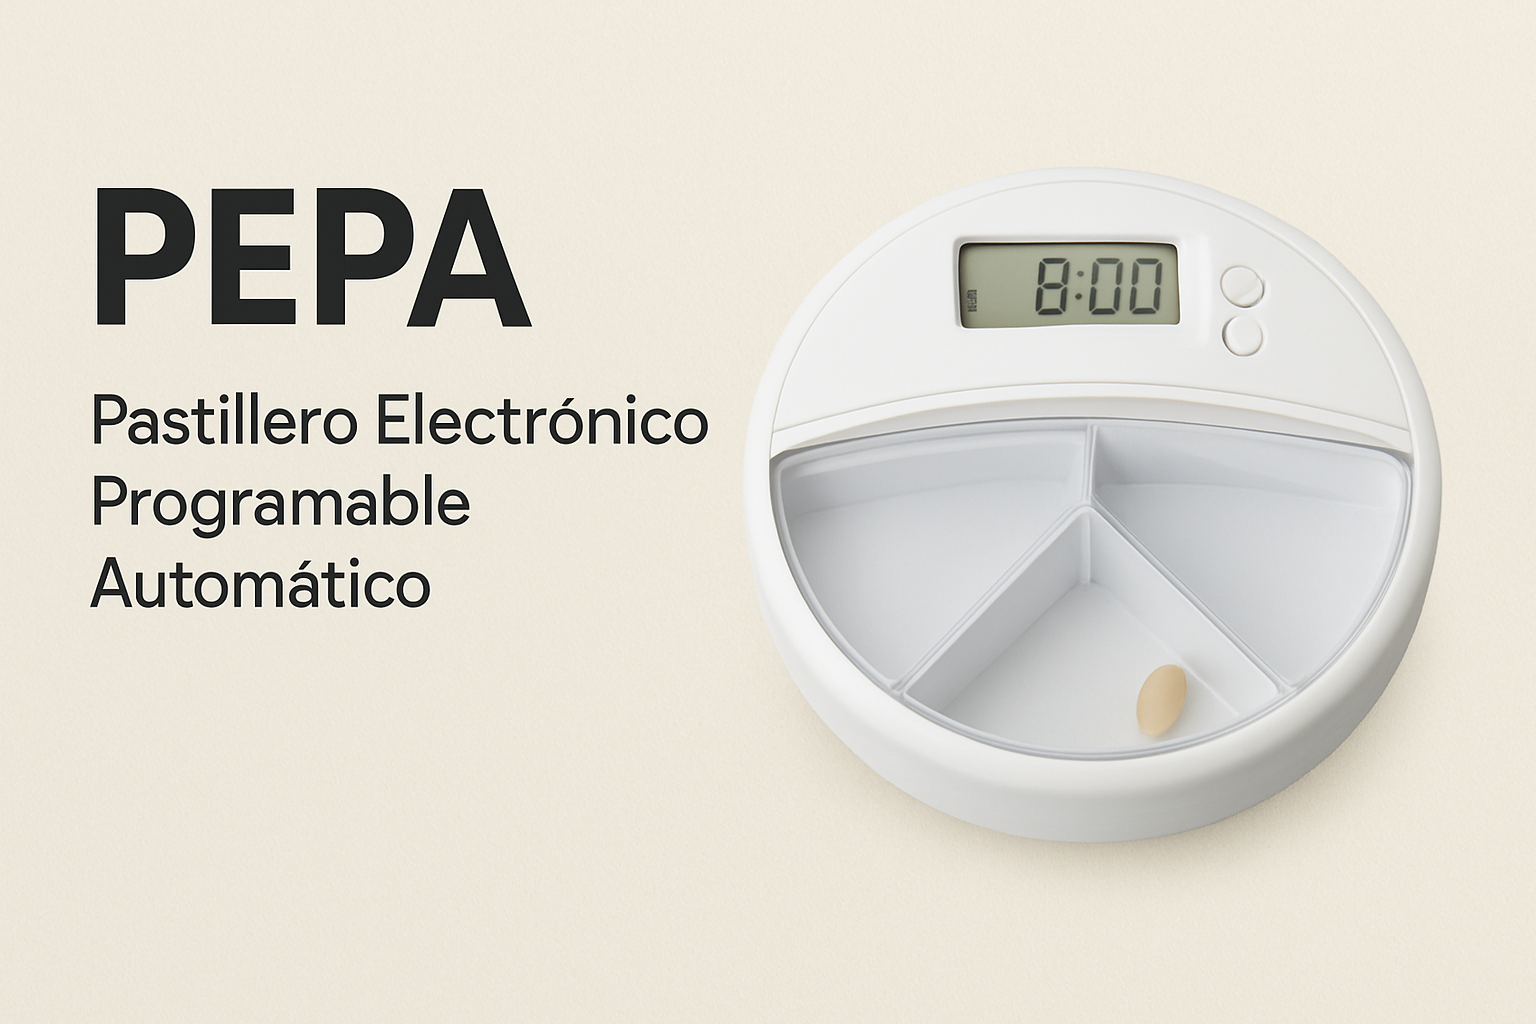 PEPA
Pastillero Electrónico
Programable
Automático
8:00